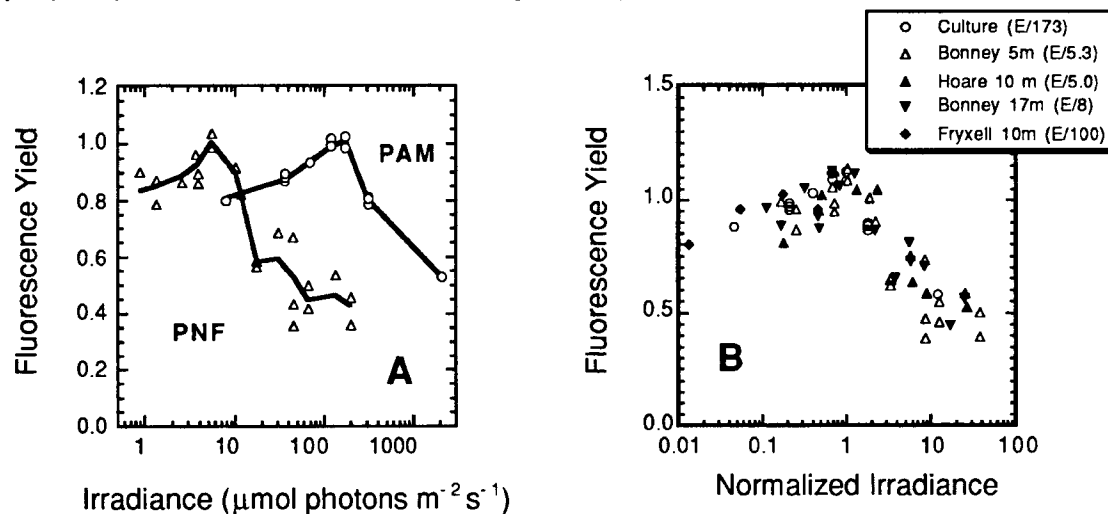 Culture (E/173)
Bonney 5m (E/5.3)
Hoare 10 m (E/5.0)
Bonney 17m (E/8)
Fryxell 10m (E/100)
Fluorescence Yield
1.2
1.0
0.8
0.6
0.4
0.2
0.0
PAM
PNF
A
1
10
100
1000
Irradiance (μmol photons m⁻² s⁻¹)
Fluorescence Yield
1.5
1.0
0.5
0.0
B
0.01
0.1
1
10
100
Normalized Irradiance